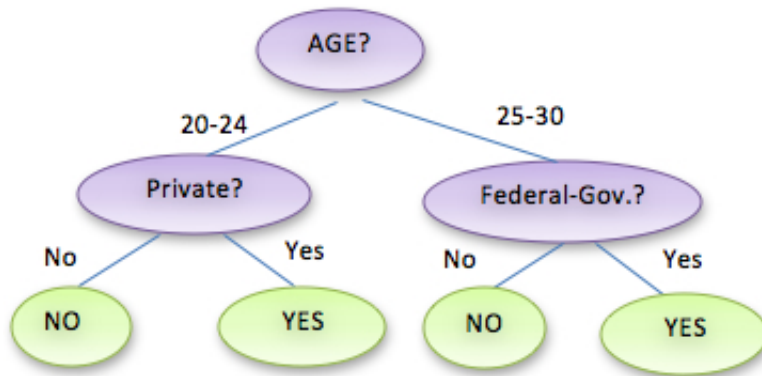 AGE?
20-24
25-30
Private?
Federal-Gov.?
No
Yes
No
Yes
NO
YES
NO
YES